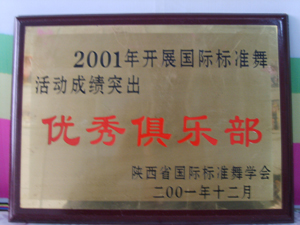 2001年开展国际标准舞
活动成绩突出
优秀俱乐部
陕西省国际标准舞学会
二00一年十二月